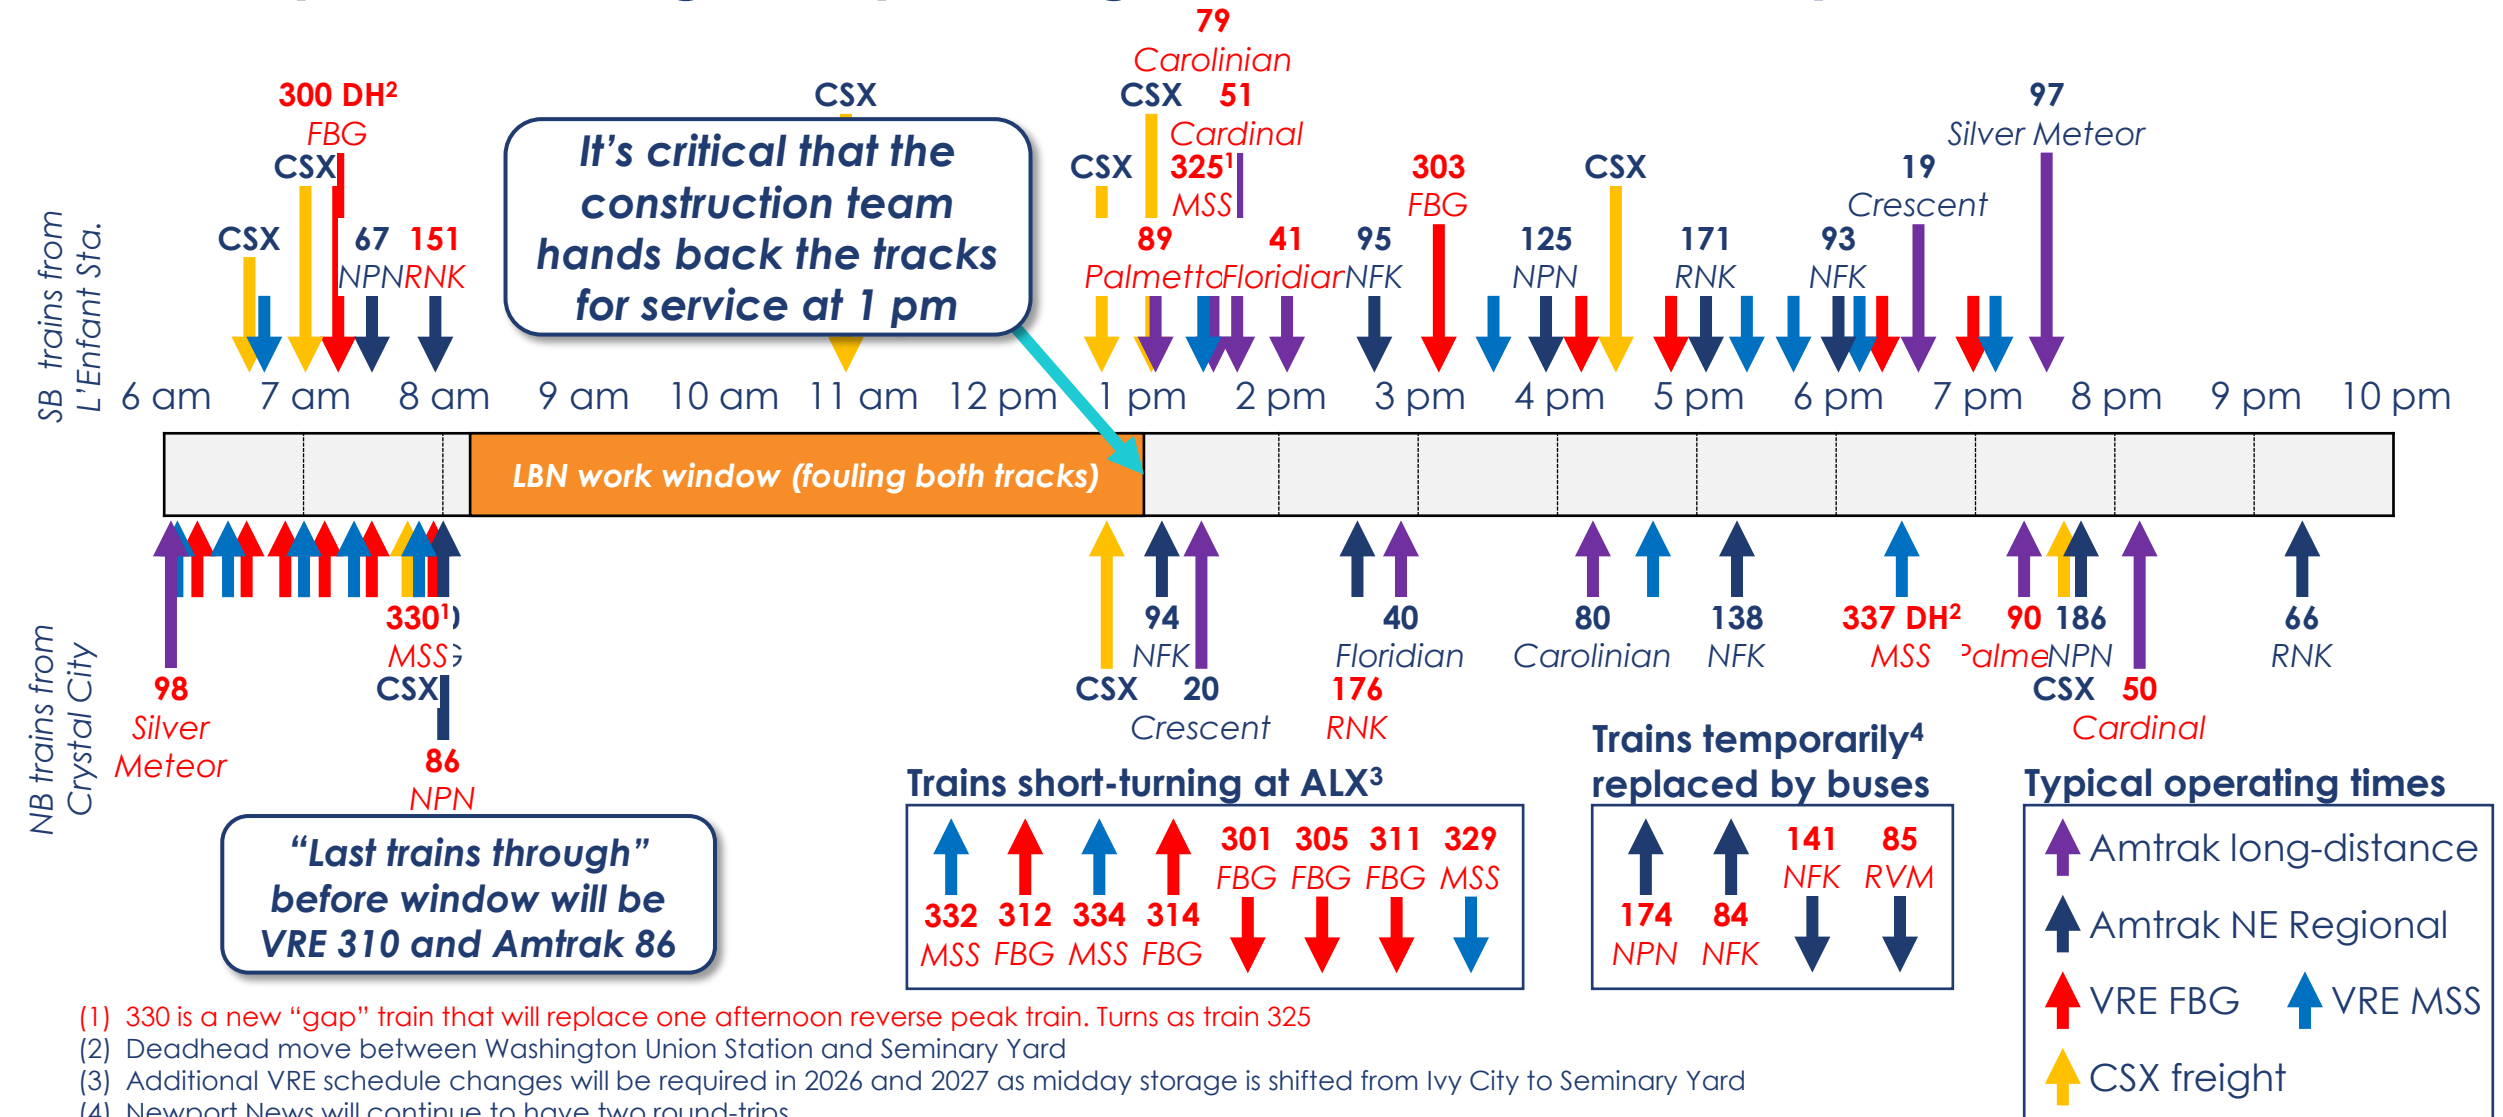 79
Carolinian
300 DH²
CSX
CSX
51
97
FBG
Cardinal
Silver Meteor
CSX
CSX
325¹
303
CSX
19
MSS
FBG
Crescent
CSX
67
151
89
41
95
125
171
93
NPN
RNK
Palmetto
Floridian
NFK
NPN
RNK
NFK
It's critical that the
construction team
hands back the tracks
for service at 1 pm
SB trains from
L'Enfant Sta.
6 am
7 am
8 am
9 am
10 am
11 am
12 pm
1 pm
2 pm
3 pm
4 pm
5 pm
6 pm
7 pm
8 pm
9 pm
10 pm
LBN work window (fouling both tracks)
NB trains from
Crystal City
330¹
94
40
80
138
337 DH²
90
186
66
MSS
NFK
Floridian
Carolinian
NFK
MSS
NPN
RNK
98
CSX
CSX
20
176
CSX
50
Silver
Meteor
Crescent
RNK
Cardinal
86
NPN
"Last trains through"
before window will be
VRE 310 and Amtrak 86
Trains short-turning at ALX³
301 305 311 329
FBG FBG FBG MSS
332 312 334 314
MSS FBG MSS FBG
Trains temporarily⁴
replaced by buses
141 85
NFK RVM
174 84
NPN NFK
Typical operating times
Amtrak long-distance
Amtrak NE Regional
VRE FBG
VRE MSS
CSX freight
(1) 330 is a new "gap" train that will replace one afternoon reverse peak train. Turns as train 325
(2) Deadhead move between Washington Union Station and Seminary Yard
(3) Additional VRE schedule changes will be required in 2026 and 2027 as midday storage is shifted from Ivy City to Seminary Yard
(4) Newport News will continue to have two round-trips